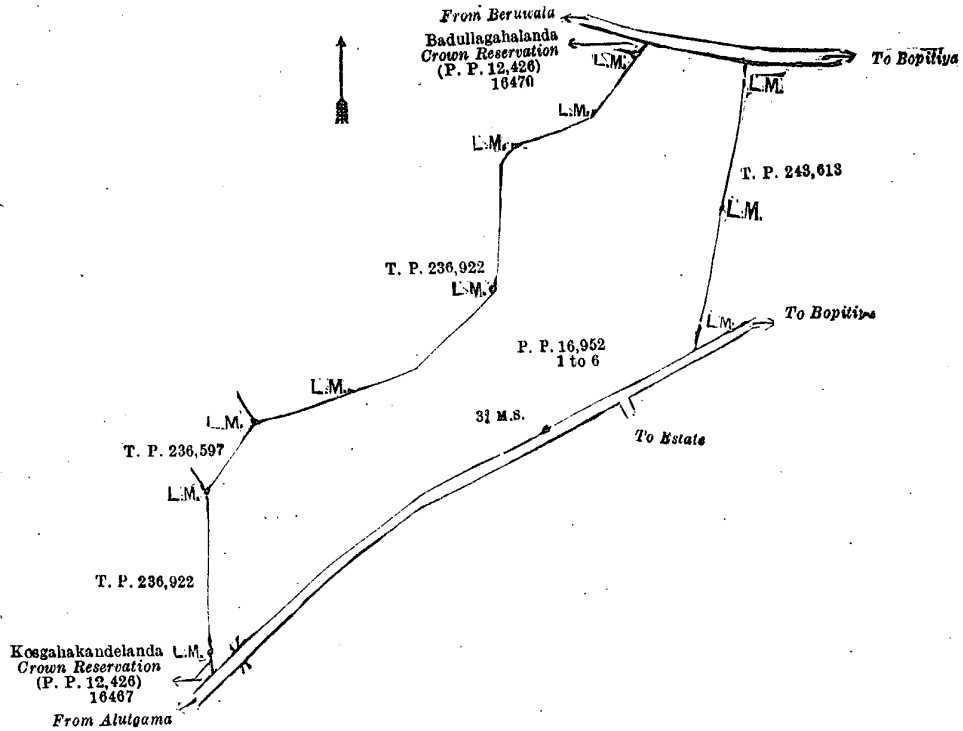 From Beruwala
Badullagahalanda
Crown Reservation
(P. P. 12,426)
16470
To Bopitiya
L.M.
L.M.
L.M.
L.M.
T. P. 243,613
L.M.
T. P. 236,922
L.M.
To Bopitiya
L.M.
P. P. 16,952
1 to 6
L.M.
3¾ M.S.
L.M.
To Estate
T. P. 236,597
L.M.
T. P. 236,922
Kosgahakandelanda
L.M.
Crown Reservation
(P. P. 12,426)
16467
From Alutgama